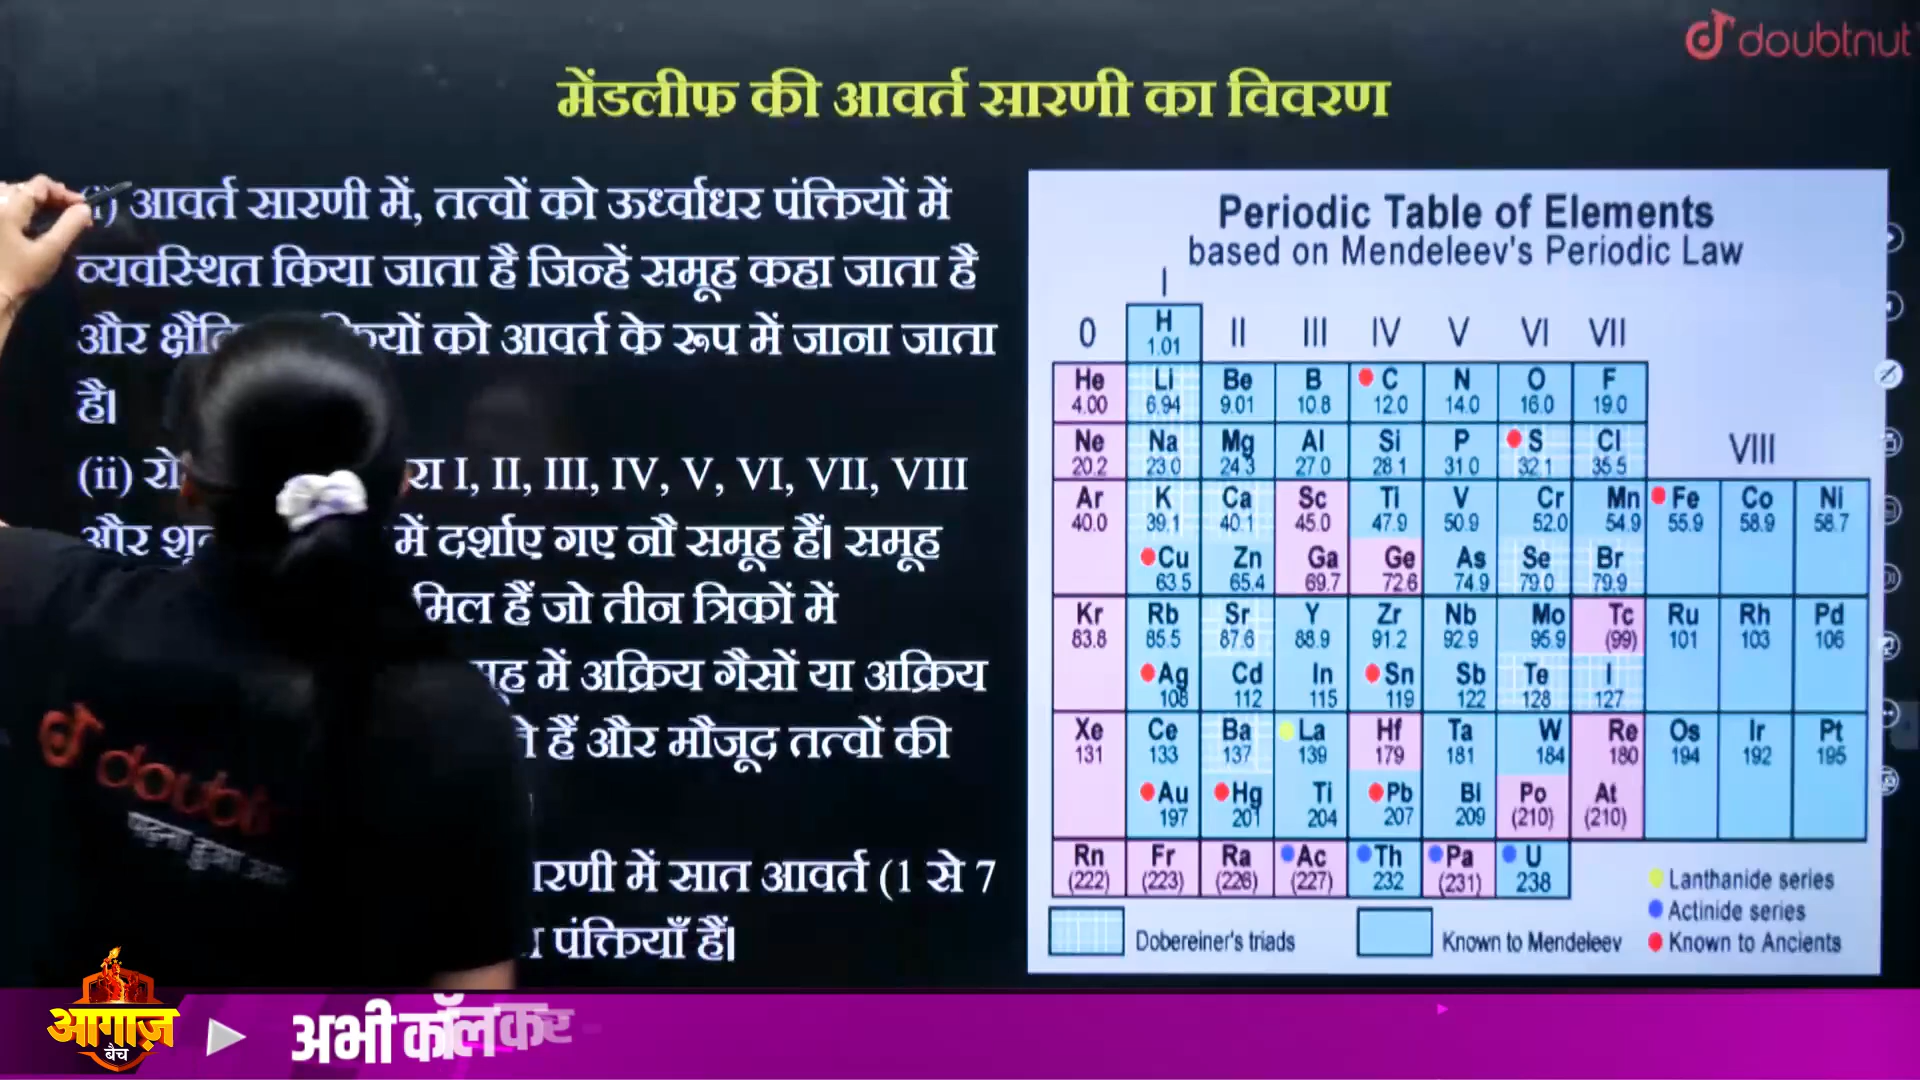 doubtnut
मेंडलीफ की आवर्त सारणी का विवरण
(i) आवर्त सारणी में, तत्वों को ऊर्ध्वाधर पंक्तियों में
व्यवस्थित किया जाता है जिन्हें समूह कहा जाता है
और को आवर्त के रूप में जाना जाता
है।
(ii) I, II, III, IV, V, VI, VII, VIII
और में दर्शाए गए नौ समूह हैं। समूह
हैं जो तीन त्रिकों में
में अक्रिय गैसों या अक्रिय
हैं और मौजूद तत्वों की
में सात आवर्त (1 से 7
पंक्तियाँ हैं।
Periodic Table of Elements
based on Mendeleev's Periodic Law
I
0 H II III IV V VI VII
1.01
He Li Be B C N O F
4.00 6.94 9.01 10.8 12.0 14.0 16.0 19.0
Ne Na Mg Al Si P S Cl VIII
20.2 23.0 24.3 27.0 28.1 31.0 32.1 35.5
Ar K Ca Sc Ti V Cr Mn Fe Co Ni
40.0 39.1 40.1 45.0 47.9 50.9 52.0 54.9 55.9 58.9 58.7
Cu Zn Ga Ge As Se Br
63.5 65.4 69.7 72.6 74.9 79.0 79.9
Kr Rb Sr Y Zr Nb Mo Tc Ru Rh Pd
83.8 85.5 87.6 88.9 91.2 92.9 95.9 (99) 101 103 106
Ag Cd In Sn Sb Te I
108 112 115 119 122 128 127
Xe Ce Ba La Hf Ta W Re Os Ir Pt
131 133 137 139 179 181 184 180 194 192 195
Au Hg Ti Pb Bi Po At
197 201 204 207 209 (210) (210)
Rn Fr Ra Ac Th Pa U
(222) (223) (226) (227) 232 (231) 238
Lanthanide series
Actinide series
Dobereiner's triads Known to Mendeleev Known to Ancients
doubt
आगाज़
बैच
अभी कॉल कर